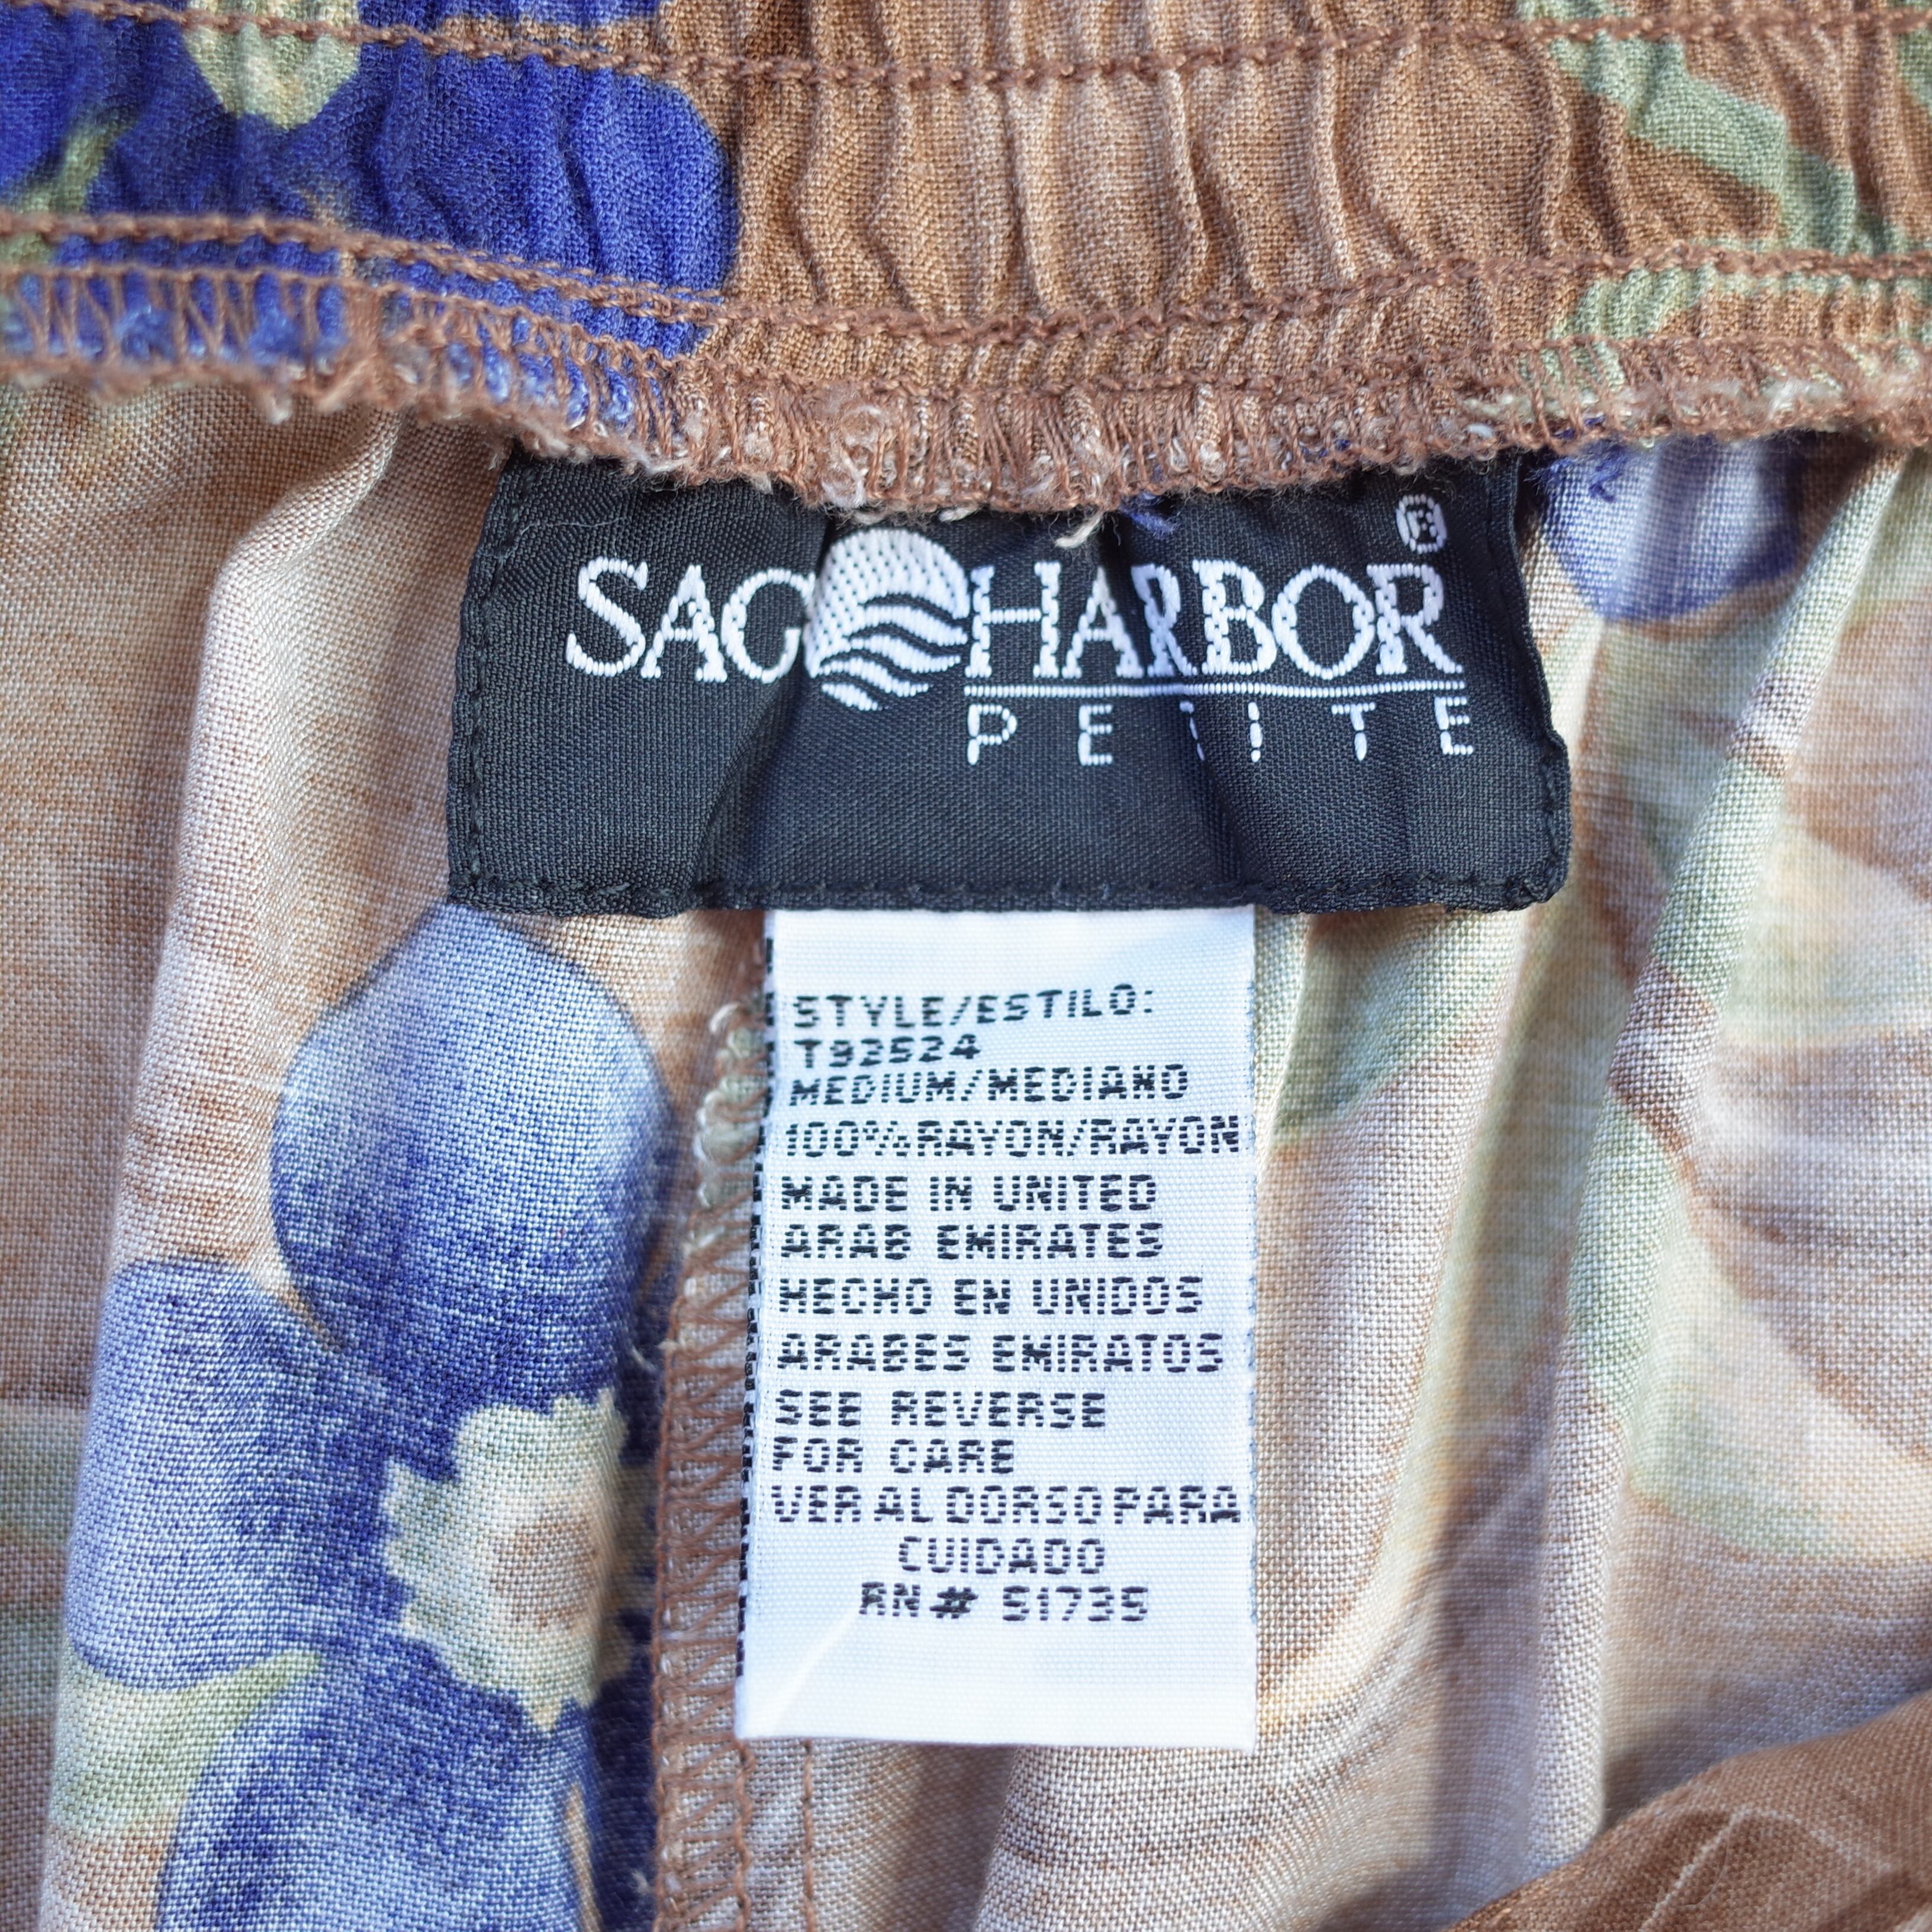 SAG HARBOR®
PETITE
STYLE/ESTILO:
T92524
MEDIUM/MEDIANO
100%RAYON/RAYON
MADE IN UNITED
ARAB EMIRATES
HECHO EN UNIDOS
ARABES EMIRATOS
SEE REVERSE
FOR CARE
VER AL DORSO PARA
CUIDADO
RN# 51735